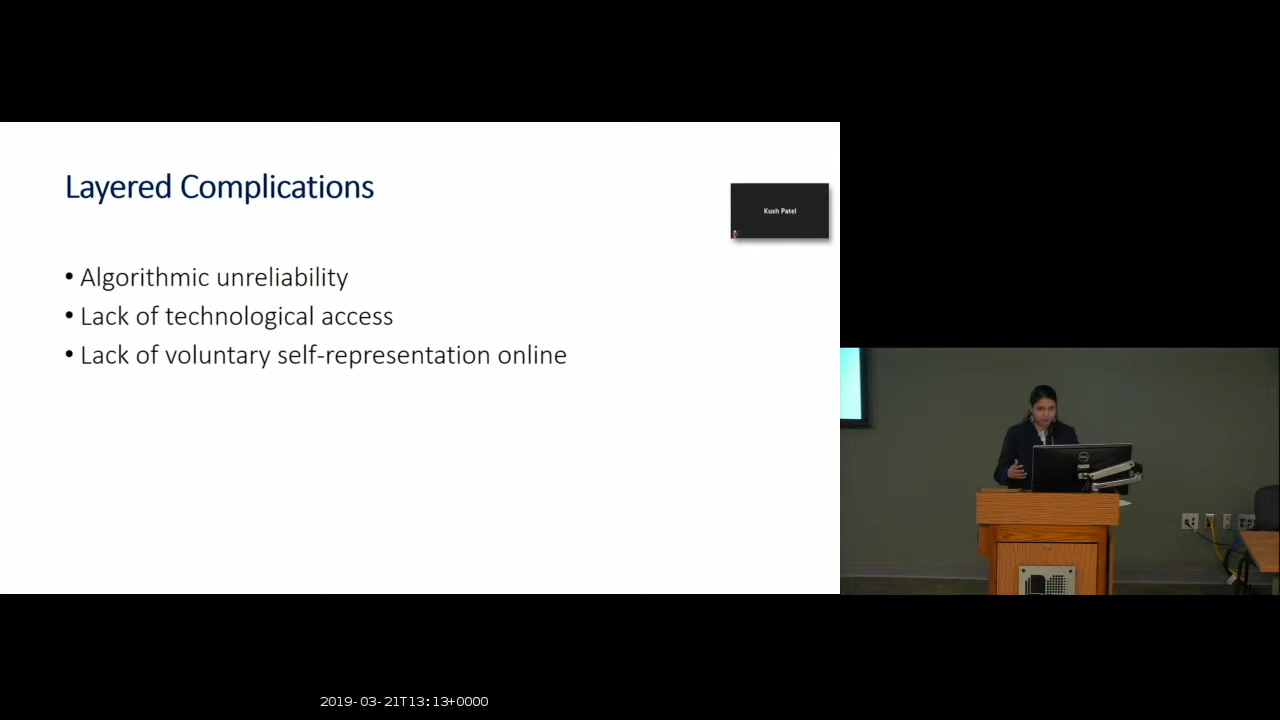 Layered Complications
Kush Patel
• Algorithmic unreliability
• Lack of technological access
• Lack of voluntary self-representation online
DELL
2019-03-21T13:13+0000